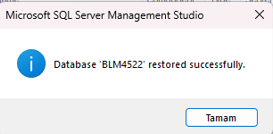 Microsoft SQL Server Management Studio
Database 'BLM4522' restored successfully.
Tamam